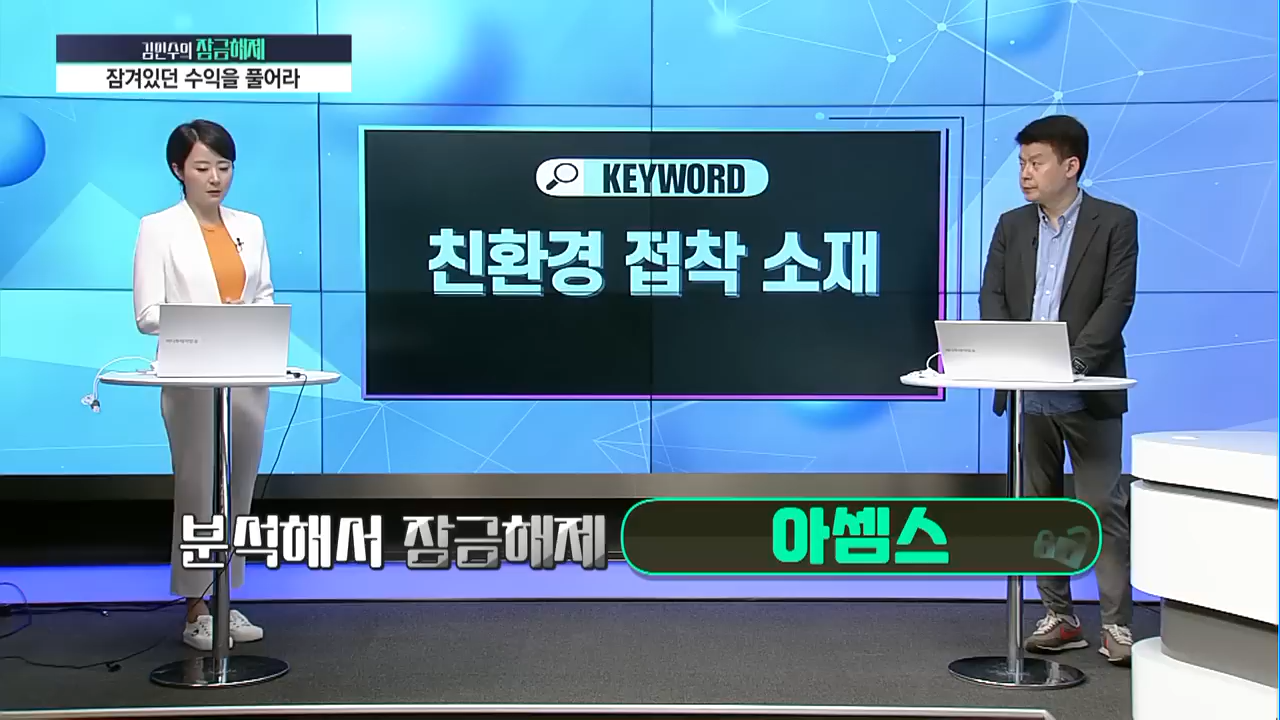 김민수의 잠금해제
잠겨있던 수익을 풀어라
KEYWORD
친환경 접착 소재
분석해서 잠금해제
아셈스